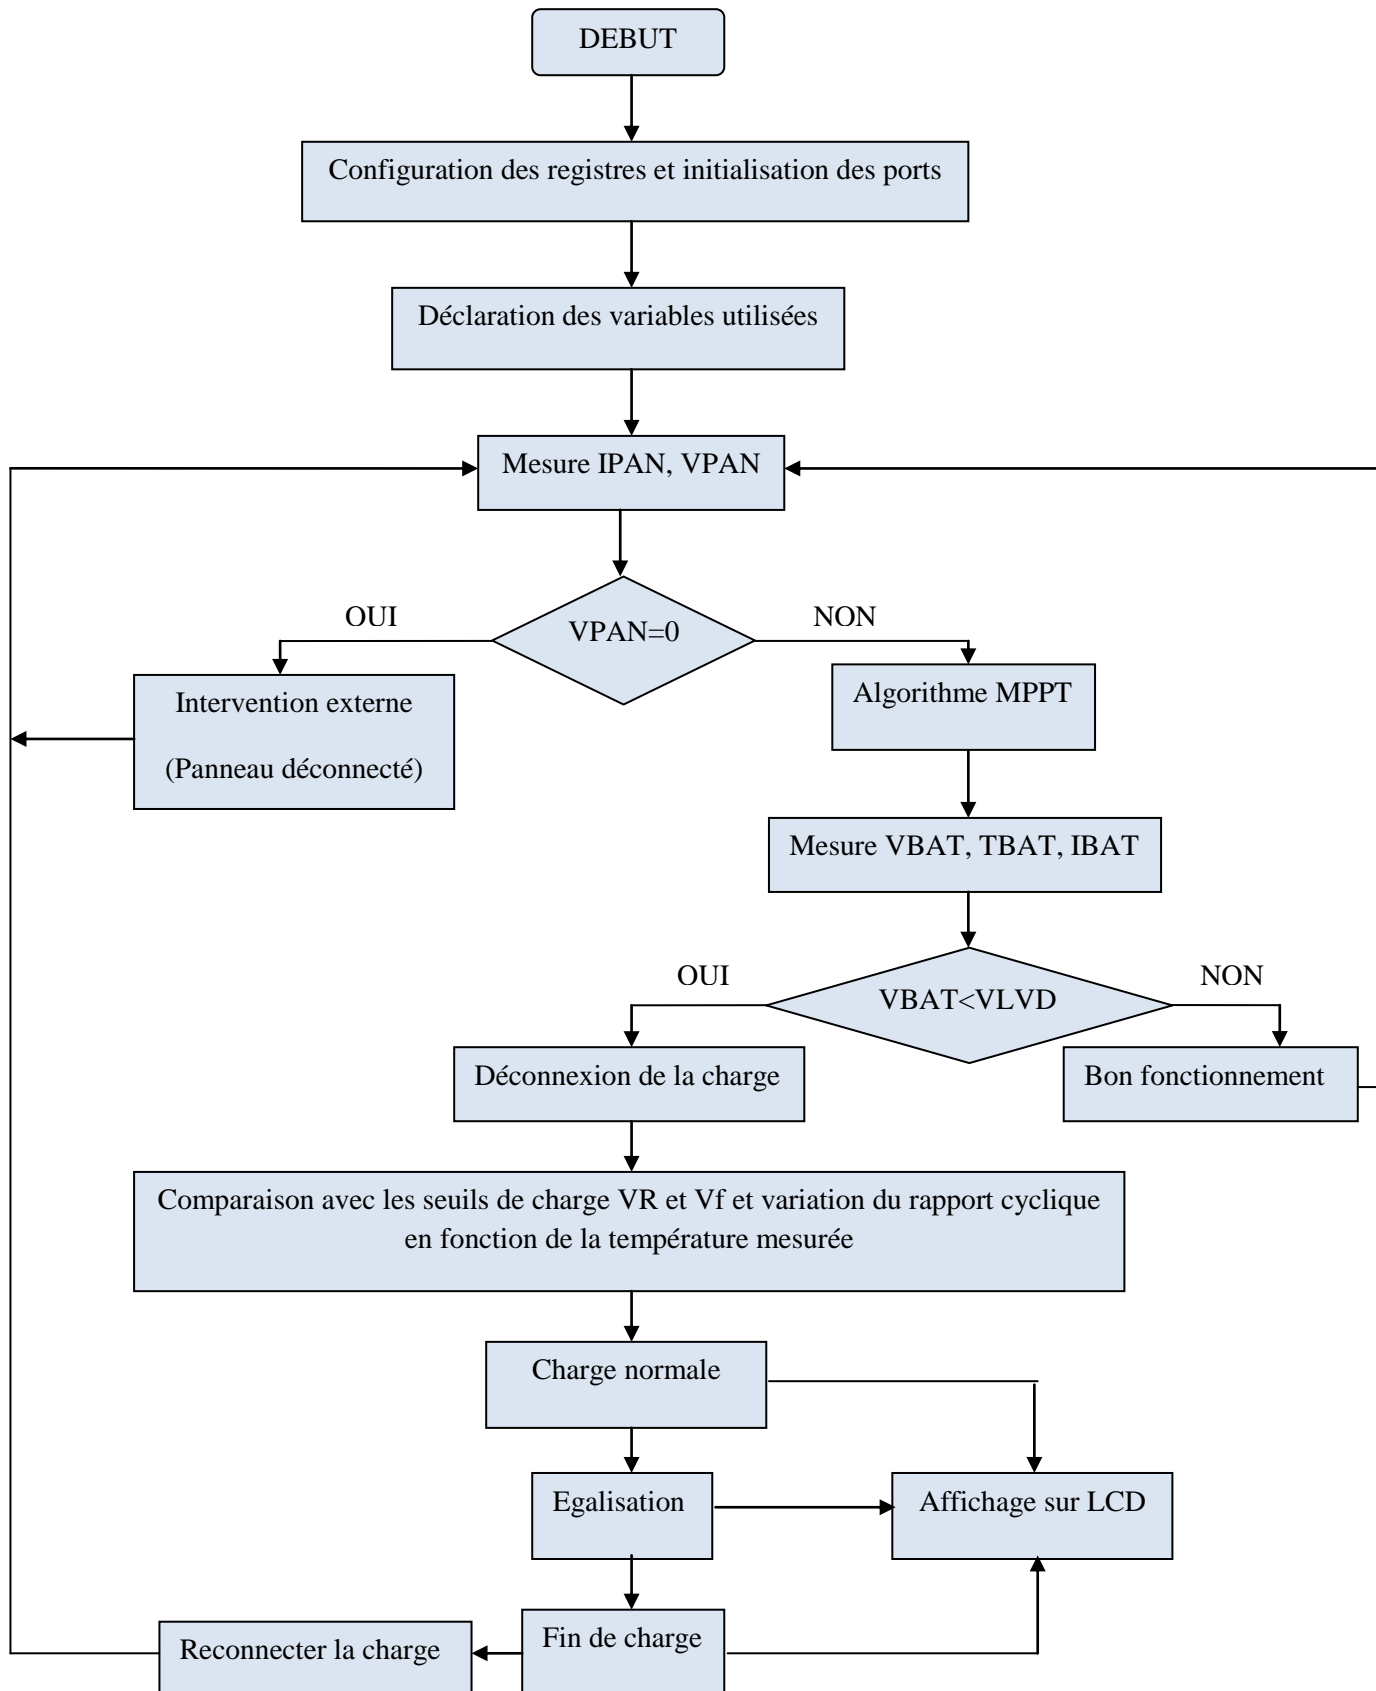 DEBUT
Configuration des registres et initialisation des ports
Déclaration des variables utilisées
Mesure IPAN, VPAN
OUI
VPAN=0
NON
Intervention externe
(Panneau déconnecté)
Algorithme MPPT
Mesure VBAT, TBAT, IBAT
OUI
VBAT<VLVD
NON
Déconnexion de la charge
Bon fonctionnement
Comparaison avec les seuils de charge VR et Vf et variation du rapport cyclique
en fonction de la température mesurée
Charge normale
Egalisation
Affichage sur LCD
Reconnecter la charge
Fin de charge